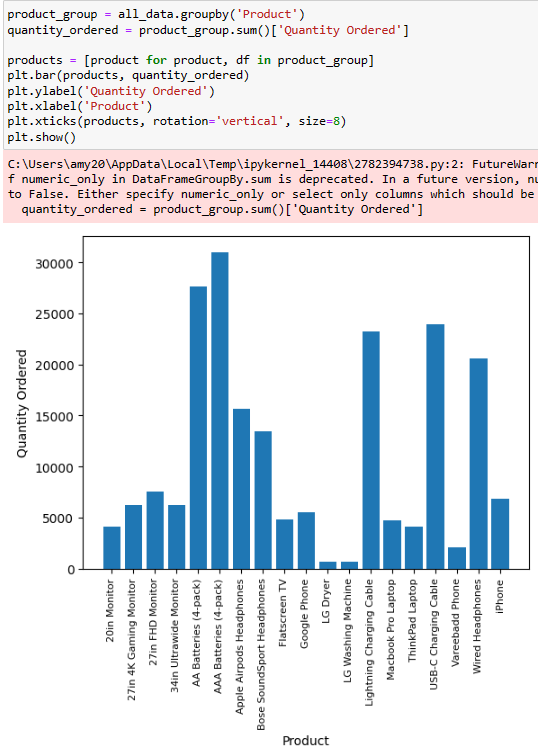 product_group = all_data.groupby('Product')
quantity_ordered = product_group.sum()['Quantity Ordered']
products = [product for product, df in product_group]
plt.bar(products, quantity_ordered)
plt.ylabel('Quantity Ordered')
plt.xlabel('Product')
plt.xticks(products, rotation='vertical', size=8)
plt.show()
C:\Users\amy20\AppData\Local\Temp\ipykernel_14408\2782394738.py:2: FutureWarn
f numeric_only in DataFrameGroupBy.sum is deprecated. In a future version, nu
to False. Either specify numeric_only or select only columns which should be
quantity_ordered = product_group.sum()['Quantity Ordered']
30000
25000
20000
15000
10000
5000
0
Quantity Ordered
20in Monitor
27in 4K Gaming Monitor
27in FHD Monitor
34in Ultrawide Monitor
AA Batteries (4-pack)
AAA Batteries (4-pack)
Apple Airpods Headphones
Bose SoundSport Headphones
Flatscreen TV
Google Phone
LG Dryer
LG Washing Machine
Lightning Charging Cable
Macbook Pro Laptop
ThinkPad Laptop
USB-C Charging Cable
Vareebadd Phone
Wired Headphones
iPhone
Product